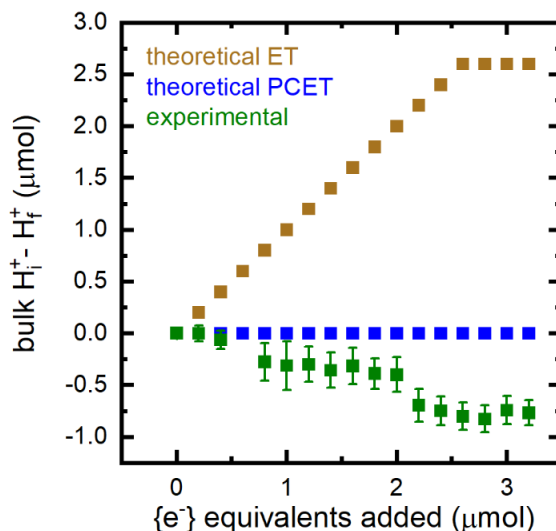 3.0
2.5
2.0
1.5
1.0
0.5
0.0
-0.5
-1.0
bulk H⁺ᵢ- H⁺f (μmol)
theoretical ET
theoretical PCET
experimental
0 1 2 3
{e⁻} equivalents added (μmol)